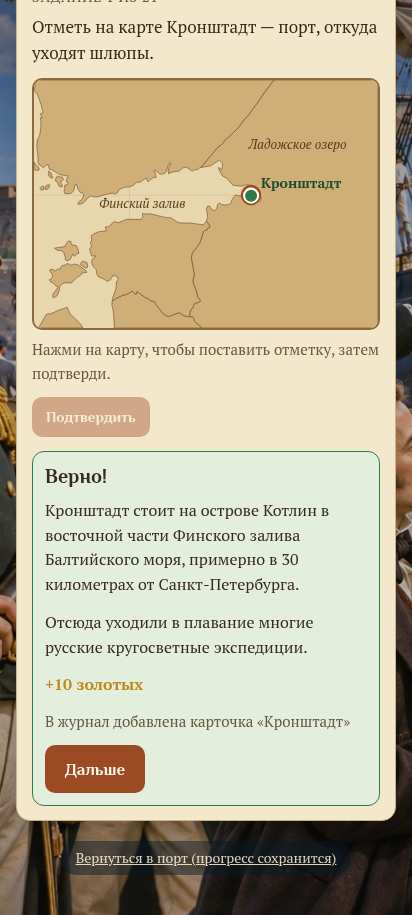 Отметь на карте Кронштадт — порт, откуда
уходят шлюпы.
Ладожское озеро
Кронштадт
Финский залив
Нажми на карту, чтобы поставить отметку, затем
подтверди.
Подтвердить
Верно!
Кронштадт стоит на острове Котлин в
восточной части Финского залива
Балтийского моря, примерно в 30
километрах от Санкт-Петербурга.
Отсюда уходили в плавание многие
русские кругосветные экспедиции.
+10 золотых
В журнал добавлена карточка «Кронштадт»
Дальше
Вернуться в порт (прогресс сохранится)